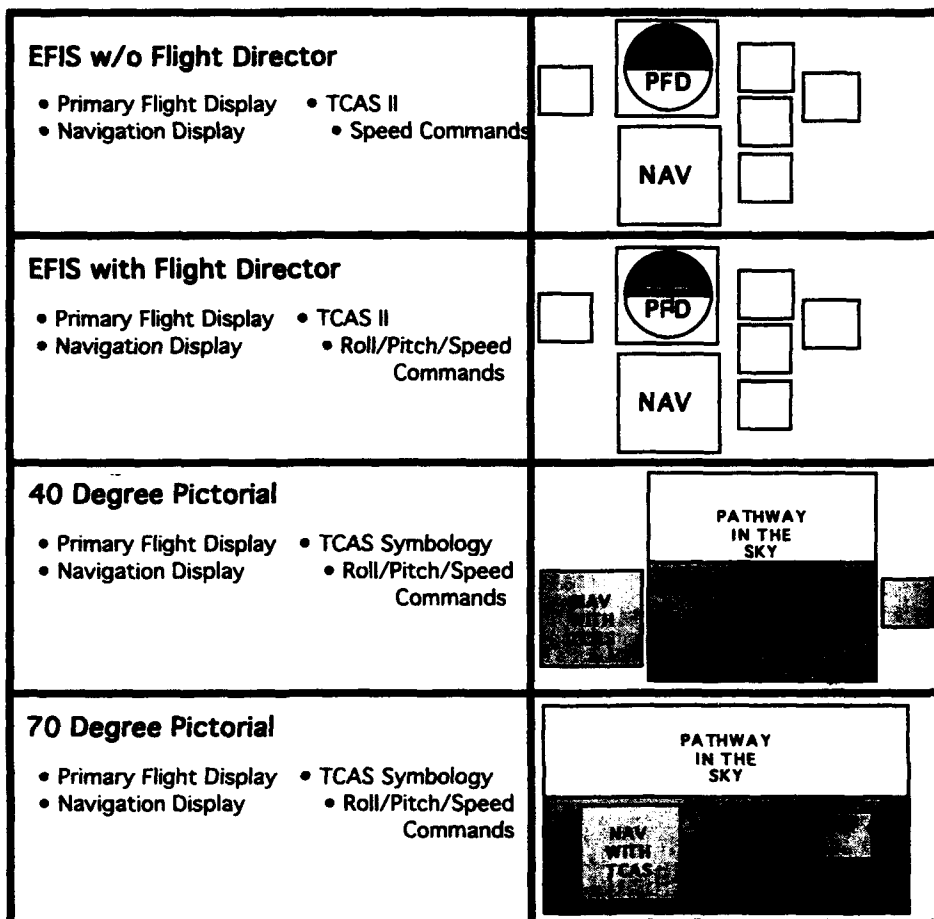 EFIS w/o Flight Director
• Primary Flight Display • TCAS II
• Navigation Display • Speed Commands
PFD
NAV
EFIS with Flight Director
• Primary Flight Display • TCAS II
• Navigation Display • Roll/Pitch/Speed
Commands
PFD
NAV
40 Degree Pictorial
• Primary Flight Display • TCAS Symbology
• Navigation Display • Roll/Pitch/Speed
Commands
PATHWAY
IN THE
SKY
NAV
WITH
70 Degree Pictorial
• Primary Flight Display • TCAS Symbology
• Navigation Display • Roll/Pitch/Speed
Commands
PATHWAY
IN THE
SKY
NAV
WITH
TCAS